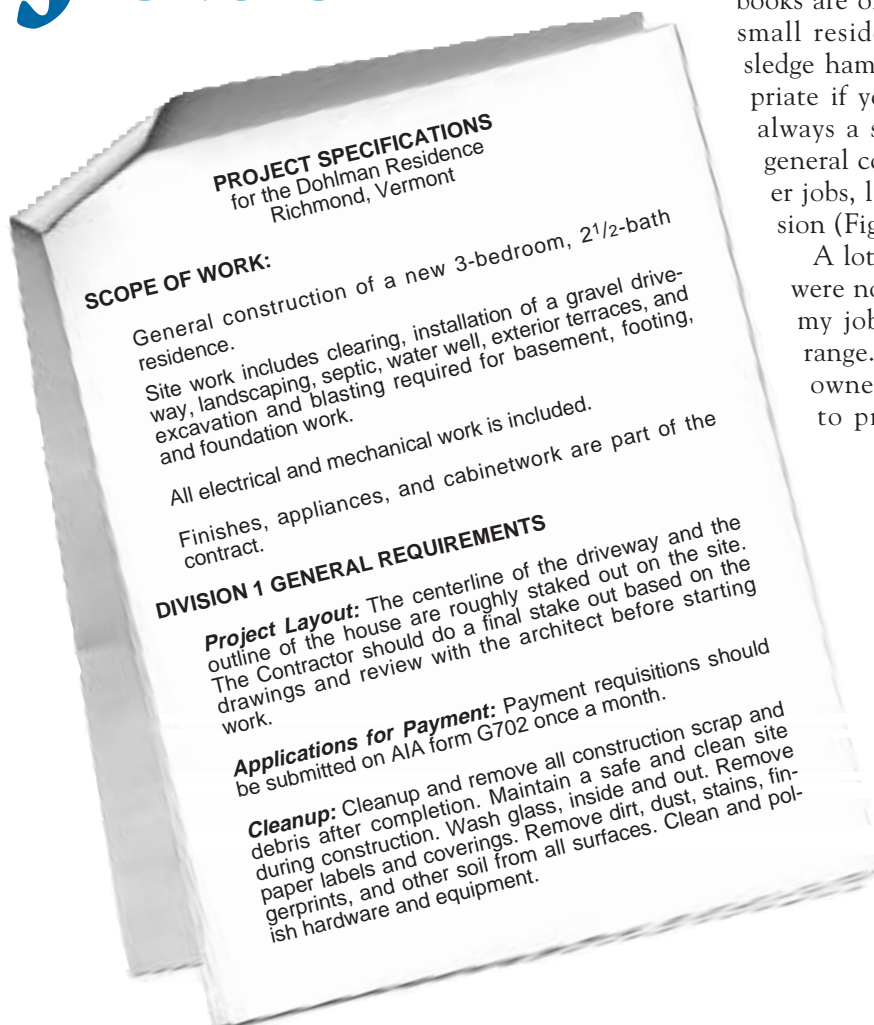 books are
small reside
sledge ham
priate if yo
always a s
general co
er jobs, l
sion (Fig
A lot
were no
my job
range.
owne
to pr
PROJECT SPECIFICATIONS
for the Dohlman Residence
Richmond, Vermont
SCOPE OF WORK:
General construction of a new 3-bedroom, 2 1/2-bath
residence.
Site work includes clearing, installation of a gravel drive-
way, landscaping, septic, water well, exterior terraces, and
excavation and blasting required for basement, footing,
and foundation work.
All electrical and mechanical work is included.
Finishes, appliances, and cabinetwork are part of the
contract.
DIVISION 1 GENERAL REQUIREMENTS
Project Layout: The centerline of the driveway and the
outline of the house are roughly staked out on the site.
The Contractor should do a final stake out based on the
drawings and review with the architect before starting
work.
Applications for Payment: Payment requisitions should
be submitted on AIA form G702 once a month.
Cleanup: Cleanup and remove all construction scrap and
debris after completion. Maintain a safe and clean site
during construction. Wash glass, inside and out. Remove
paper labels and coverings. Remove dirt, dust, stains, fin-
gerprints, and other soil from all surfaces. Clean and pol-
ish hardware and equipment.